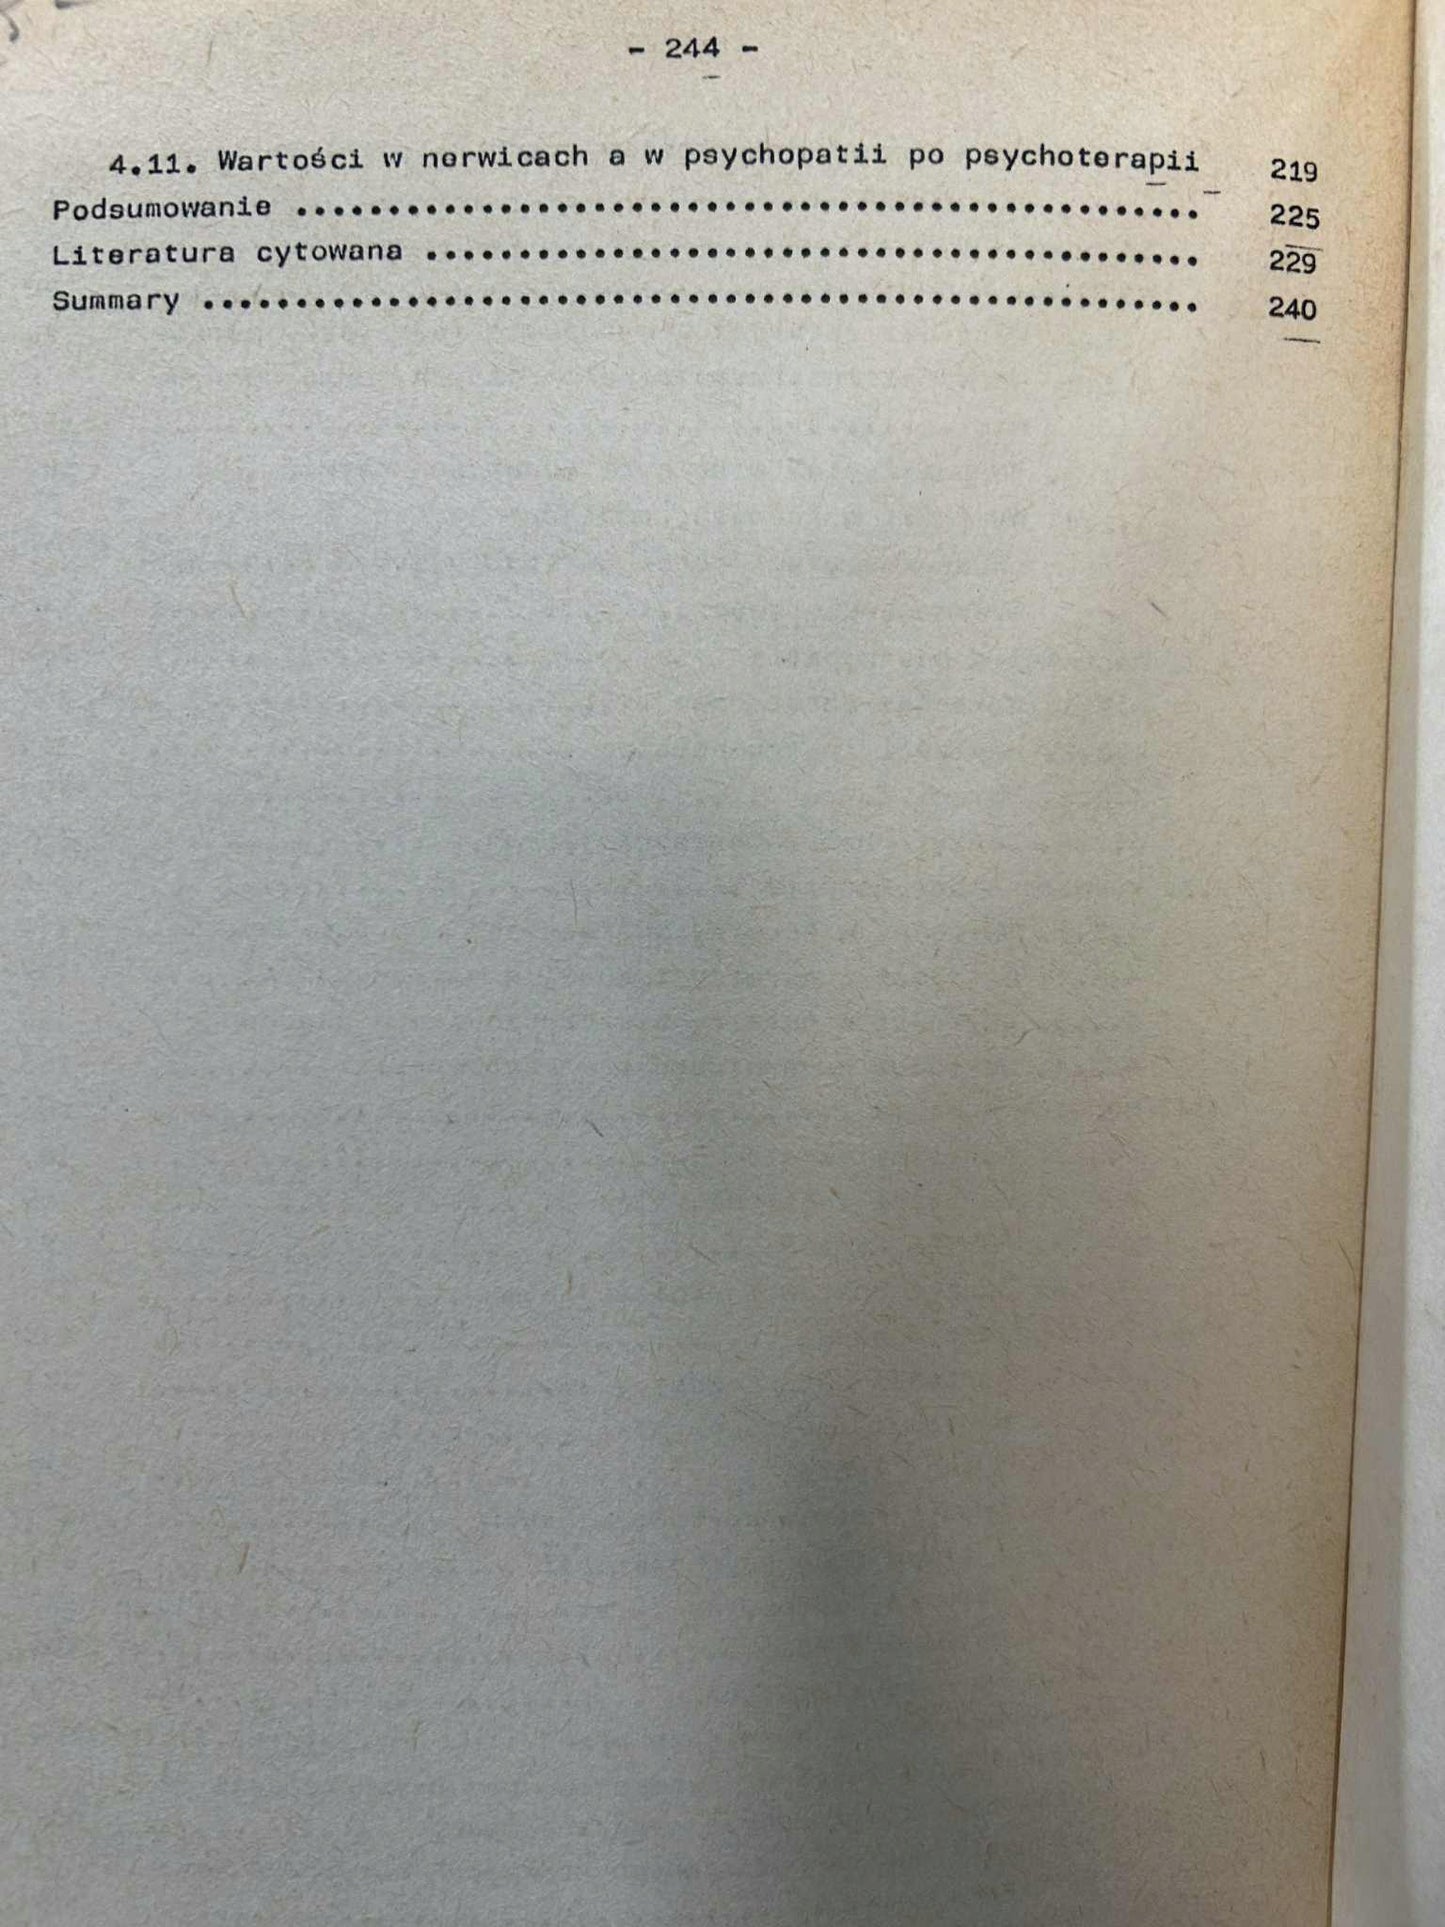 - 244 -
4.11. Wartości w nerwicach a w psychopatii po psychoterapii 219
Podsumowanie ................................................. 225
Literatura cytowana .......................................... 229
Summary ...................................................... 240